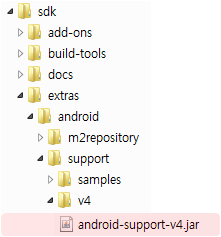 sdk
add-ons
build-tools
docs
extras
android
m2repository
support
samples
v4
android-support-v4.jar